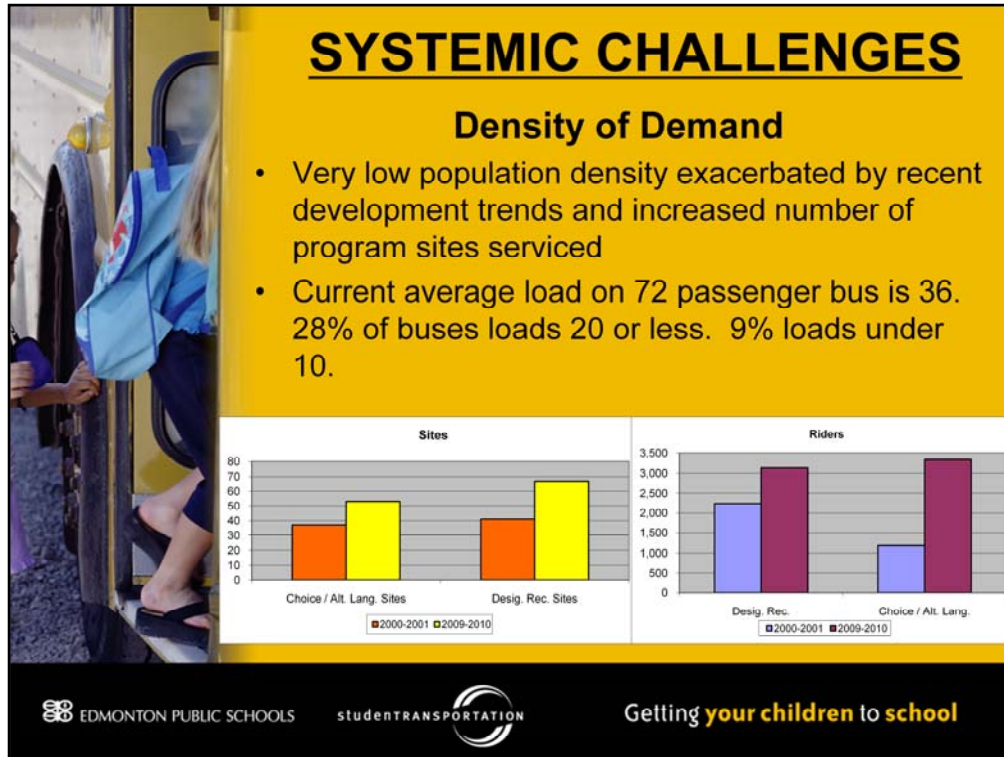 SYSTEMIC CHALLENGES
Density of Demand
• Very low population density exacerbated by recent
development trends and increased number of
program sites serviced
• Current average load on 72 passenger bus is 36.
28% of buses loads 20 or less. 9% loads under
10.
Sites
80
70
60
50
40
30
20
10
0
Choice / Alt. Lang. Sites
Desig. Rec. Sites
2000-2001 2009-2010
Riders
3,500
3,000
2,500
2,000
1,500
1,000
500
0
Desig. Rec.
Choice / Alt. Lang.
2000-2001 2009-2010
EDMONTON PUBLIC SCHOOLS
studenTRANSPORTATION
Getting your children to school